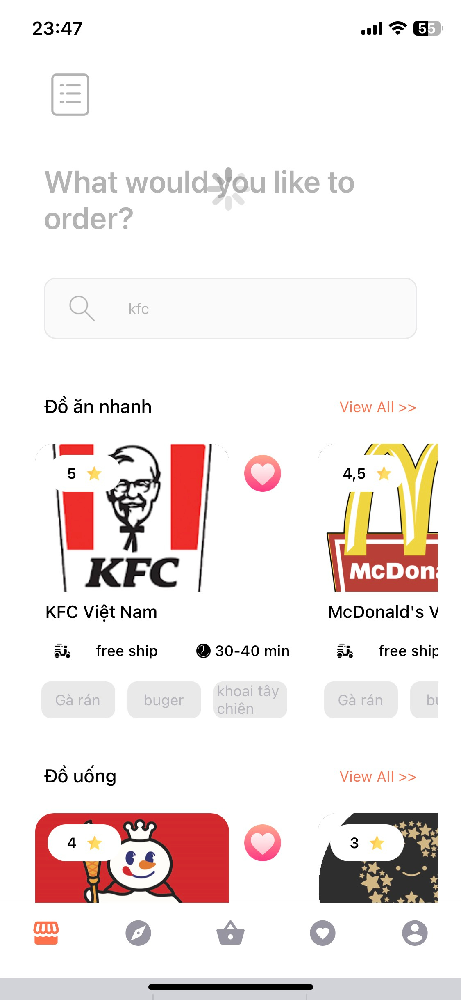 23:47
55
What would you like to
order?
kfc
Đồ ăn nhanh
View All >>
5
4,5
KFC
McDona
KFC Việt Nam
McDonald's V
free ship
30-40 min
free ship
Gà rán
buger
khoai tây
chiên
Gà rán
bu
Đồ uống
View All >>
4
3